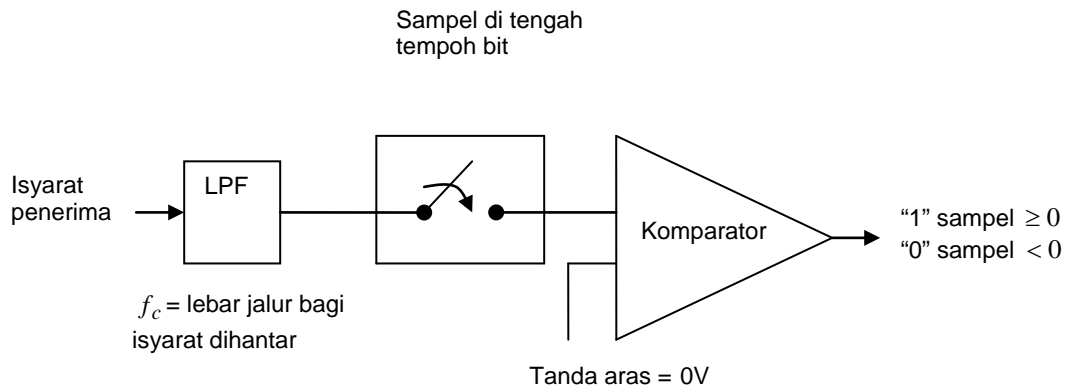 Sampel di tengah
tempoh bit
Isyarat
penerima
LPF
Komparator
“1” sampel ≥ 0
“0” sampel < 0
f_c = lebar jalur bagi
isyarat dihantar
Tanda aras = 0V